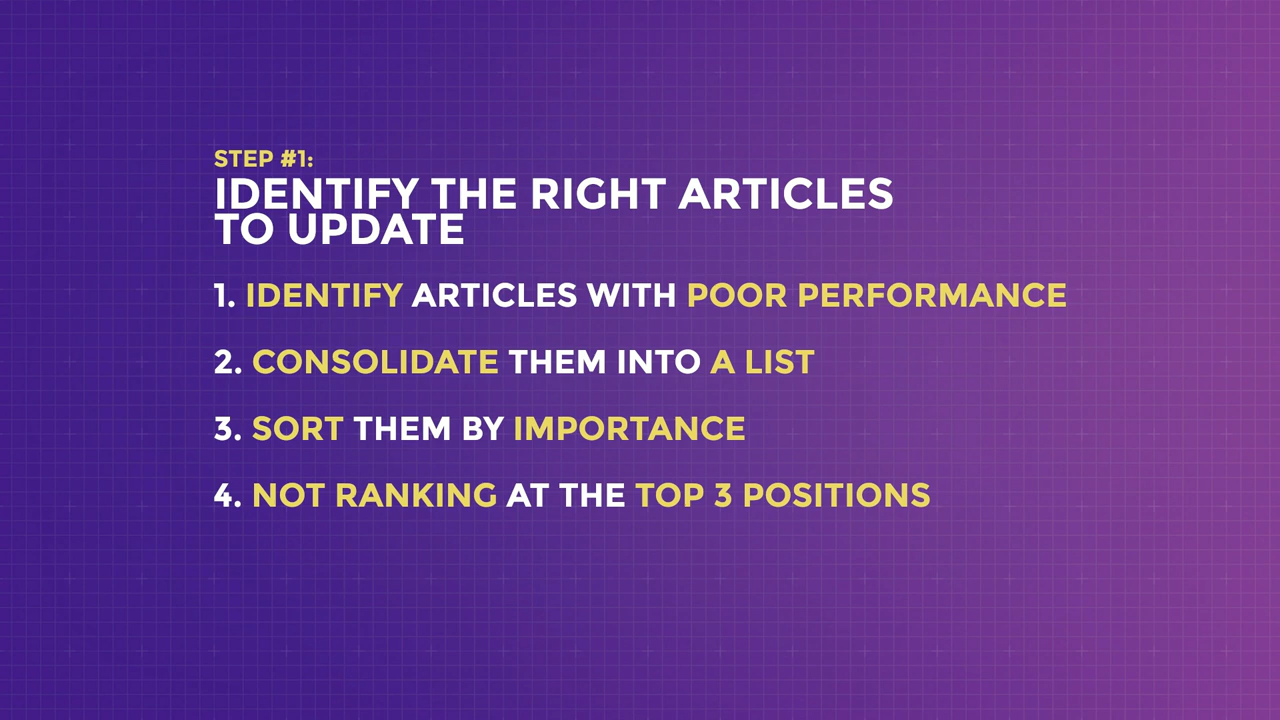 STEP #1:
IDENTIFY THE RIGHT ARTICLES
TO UPDATE
1. IDENTIFY ARTICLES WITH POOR PERFORMANCE
2. CONSOLIDATE THEM INTO A LIST
3. SORT THEM BY IMPORTANCE
4. NOT RANKING AT THE TOP 3 POSITIONS